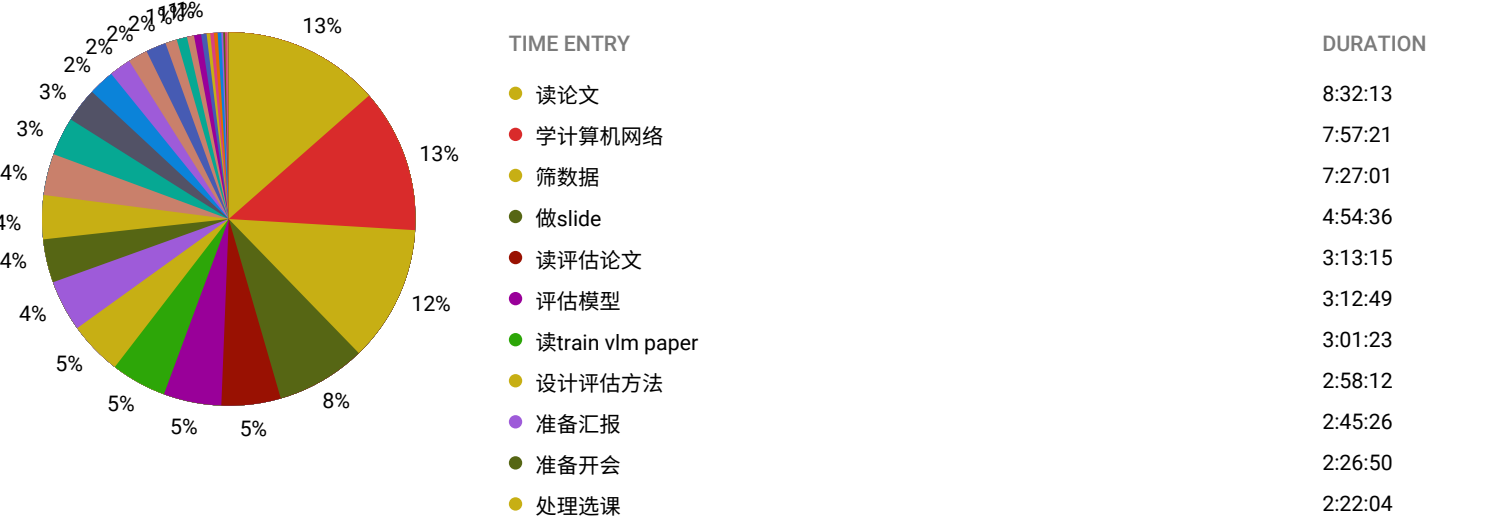 2%
2%
2%
2%
1%
1%
1%
1%
13%
3%
3%
4%
4%
4%
4%
5%
5%
5%
5%
8%
12%
13%
TIME ENTRY DURATION
读论文 8:32:13
学计算机网络 7:57:21
筛数据 7:27:01
做slide 4:54:36
读评估论文 3:13:15
评估模型 3:12:49
读train vlm paper 3:01:23
设计评估方法 2:58:12
准备汇报 2:45:26
准备开会 2:26:50
处理选课 2:22:04